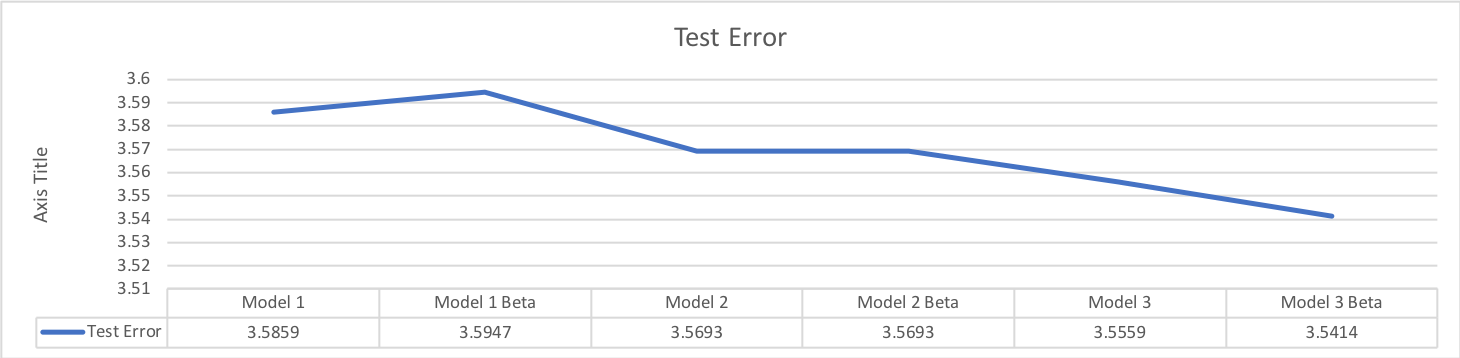 Test Error
Axis Title
3.6
3.59
3.58
3.57
3.56
3.55
3.54
3.53
3.52
3.51
Model 1 Model 1 Beta Model 2 Model 2 Beta Model 3 Model 3 Beta
Test Error 3.5859 3.5947 3.5693 3.5693 3.5559 3.5414